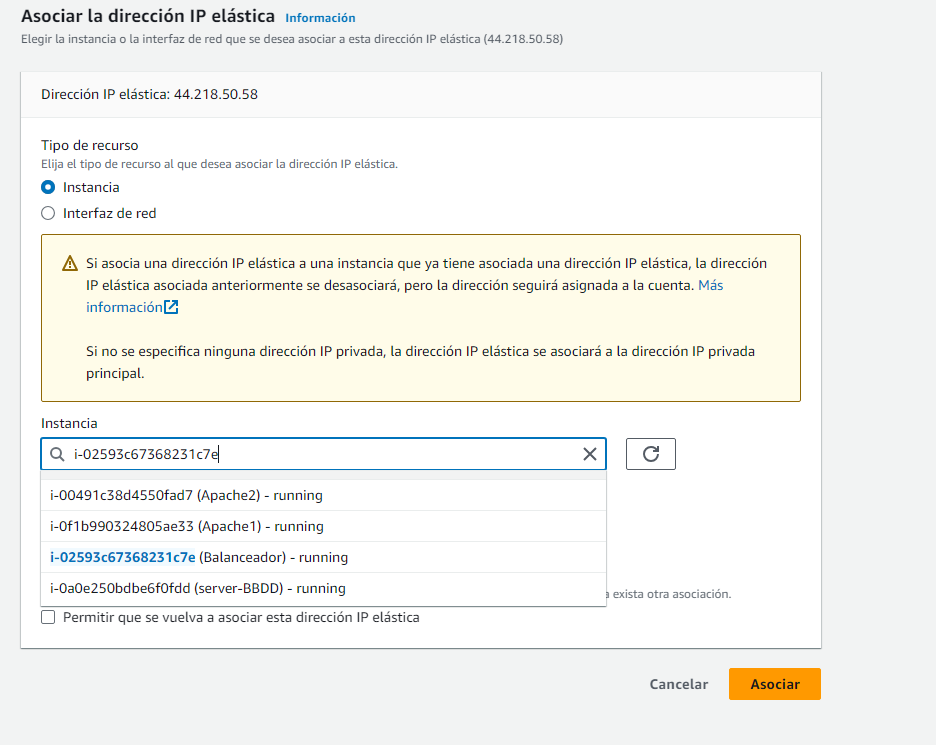 Asociar la dirección IP elástica Información
Elegir la instancia o la interfaz de red que se desea asociar a esta dirección IP elástica (44.218.50.58)
Dirección IP elástica: 44.218.50.58
Tipo de recurso
Elija el tipo de recurso al que desea asociar la dirección IP elástica.
Instancia
Interfaz de red
Si asocia una dirección IP elástica a una instancia que ya tiene asociada una dirección IP elástica, la dirección
IP elástica asociada anteriormente se desasociará, pero la dirección seguirá asignada a la cuenta. Más
información
Si no se especifica ninguna dirección IP privada, la dirección IP elástica se asociará a la dirección IP privada
principal.
Instancia
i-02593c67368231c7e
i-00491c38d4550fad7 (Apache2) - running
i-0f1b990324805ae33 (Apache1) - running
i-02593c67368231c7e (Balanceador) - running
i-0a0e250bdbe6f0fdd (server-BBDD) - running
exista otra asociación.
Permitir que se vuelva a asociar esta dirección IP elástica
Cancelar Asociar